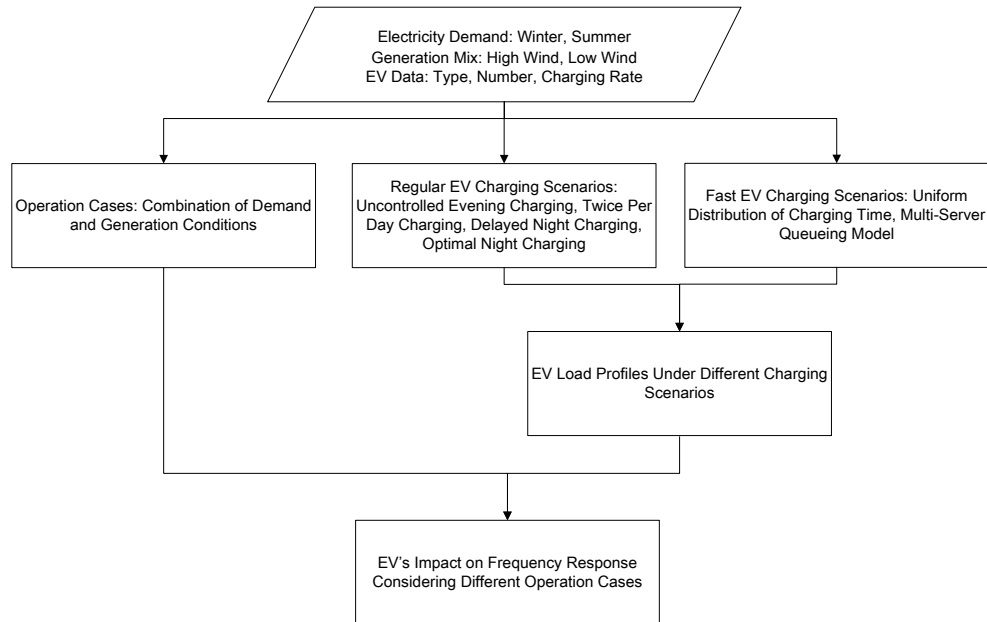 Electricity Demand: Winter, Summer
Generation Mix: High Wind, Low Wind
EV Data: Type, Number, Charging Rate
Operation Cases: Combination of Demand
and Generation Conditions
Regular EV Charging Scenarios:
Uncontrolled Evening Charging, Twice Per
Day Charging, Delayed Night Charging,
Optimal Night Charging
Fast EV Charging Scenarios: Uniform
Distribution of Charging Time, Multi-Server
Queueing Model
EV Load Profiles Under Different Charging
Scenarios
EV's Impact on Frequency Response
Considering Different Operation Cases